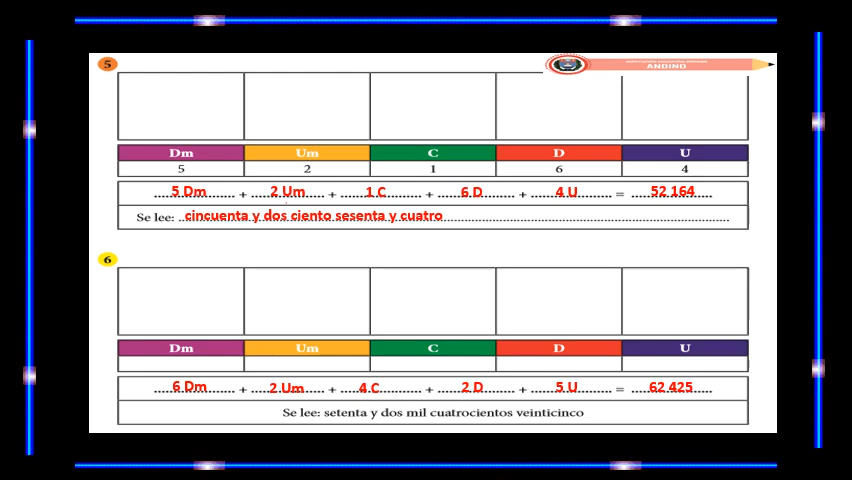 5
ANDINO
Dm Um C D U
5 2 1 6 4
5 Dm + 2 Um + 1 C + 6 D + 4 U = 52 164
Se lee: cincuenta y dos ciento sesenta y cuatro
6
Dm Um C D U
6 Dm + 2 Um + 4 C + 2 D + 5 U = 62 425
Se lee: setenta y dos mil cuatrocientos veinticinco